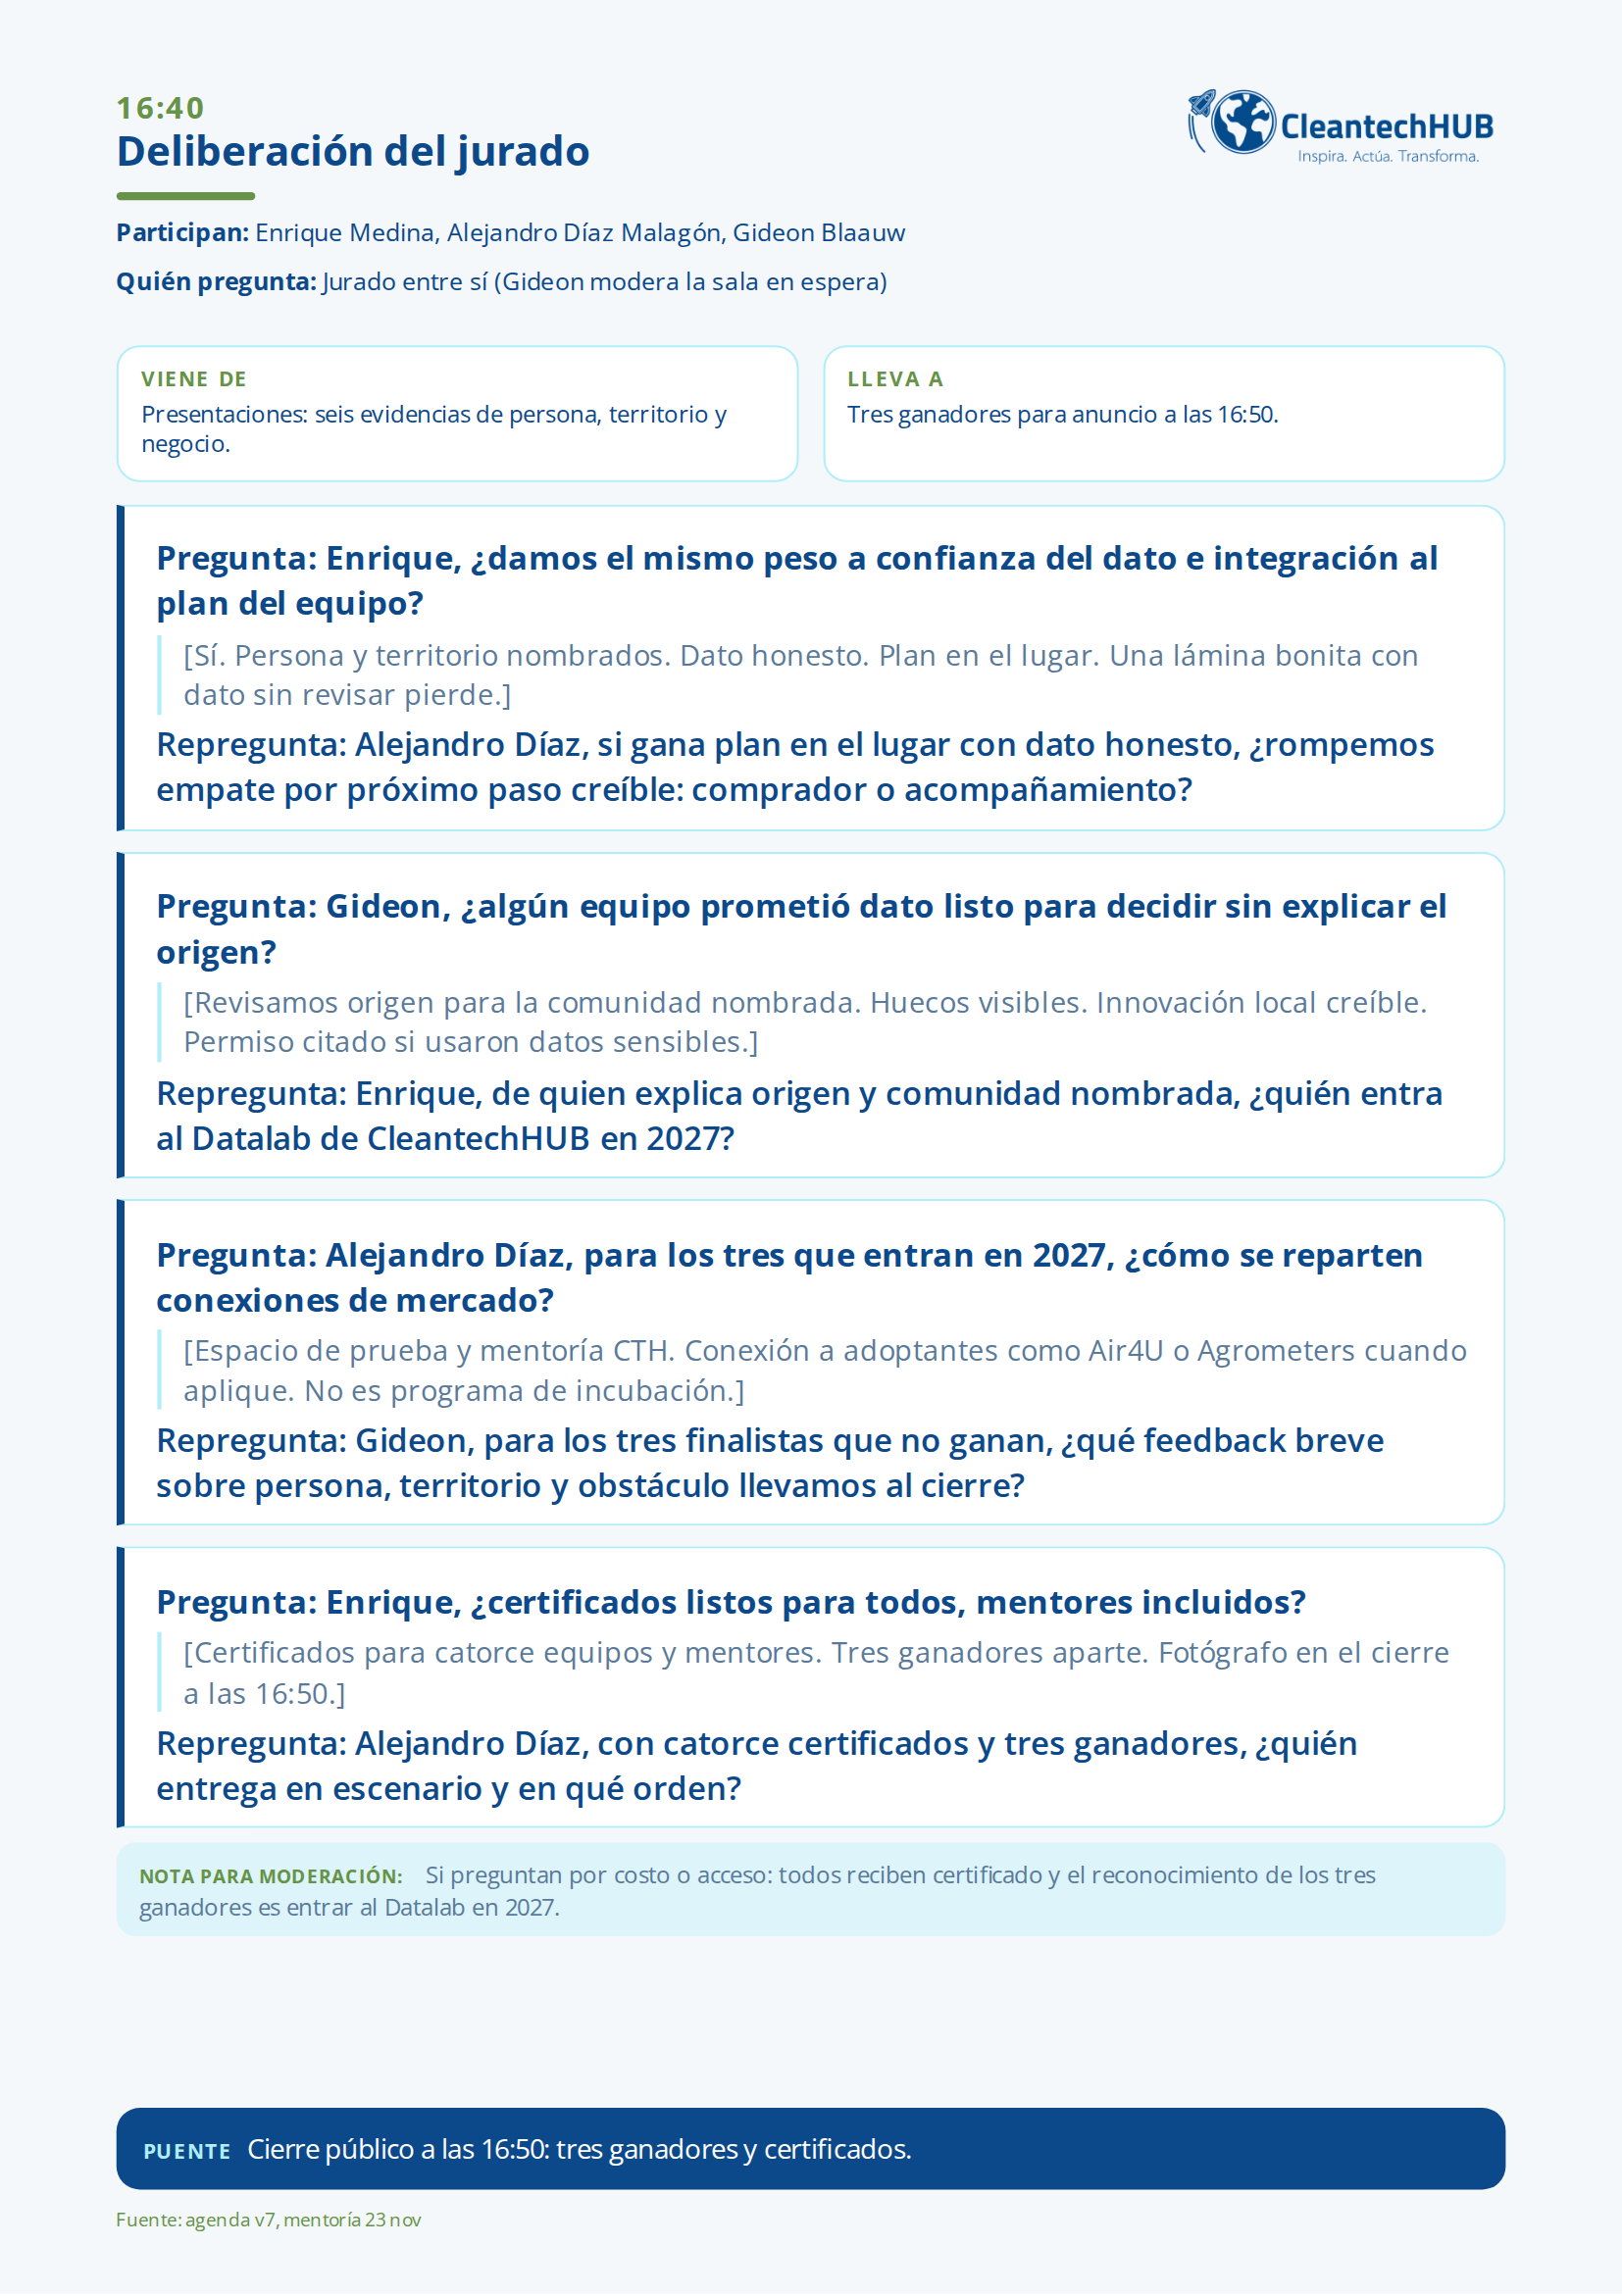 16:40
Deliberación del jurado
CleantechHUB
Inspira. Actúa. Transforma.
Participan: Enrique Medina, Alejandro Díaz Malagón, Gideon Blaauw
Quién pregunta: Jurado entre sí (Gideon modera la sala en espera)
VIENE DE
Presentaciones: seis evidencias de persona, territorio y
negocio.
LLEVA A
Tres ganadores para anuncio a las 16:50.
Pregunta: Enrique, ¿damos el mismo peso a confianza del dato e integración al
plan del equipo?
[Sí. Persona y territorio nombrados. Dato honesto. Plan en el lugar. Una lámina bonita con
dato sin revisar pierde.]
Repregunta: Alejandro Díaz, si gana plan en el lugar con dato honesto, ¿rompemos
empate por próximo paso creíble: comprador o acompañamiento?
Pregunta: Gideon, ¿algún equipo prometió dato listo para decidir sin explicar el
origen?
[Revisamos origen para la comunidad nombrada. Huecos visibles. Innovación local creíble.
Permiso citado si usaron datos sensibles.]
Repregunta: Enrique, de quien explica origen y comunidad nombrada, ¿quién entra
al Datalab de CleantechHUB en 2027?
Pregunta: Alejandro Díaz, para los tres que entran en 2027, ¿cómo se reparten
conexiones de mercado?
[Espacio de prueba y mentoría CTH. Conexión a adoptantes como Air4U o Agrometers cuando
aplique. No es programa de incubación.]
Repregunta: Gideon, para los tres finalistas que no ganan, ¿qué feedback breve
sobre persona, territorio y obstáculo llevamos al cierre?
Pregunta: Enrique, ¿certificados listos para todos, mentores incluidos?
[Certificados para catorce equipos y mentores. Tres ganadores aparte. Fotógrafo en el cierre
a las 16:50.]
Repregunta: Alejandro Díaz, con catorce certificados y tres ganadores, ¿quién
entrega en escenario y en qué orden?
NOTA PARA MODERACIÓN: Si preguntan por costo o acceso: todos reciben certificado y el reconocimiento de los tres
ganadores es entrar al Datalab en 2027.
PUENTE Cierre público a las 16:50: tres ganadores y certificados.
Fuente: agenda v7, mentoría 23 nov